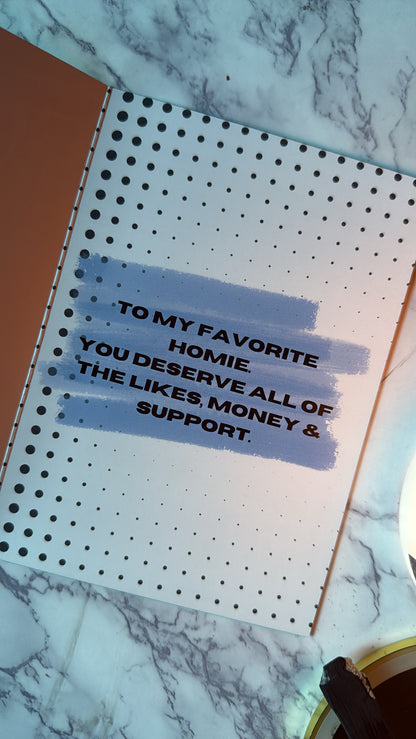 TO MY FAVORITE
HOMIE.
YOU DESERVE ALL OF
THE LIKES, MONEY &
SUPPORT.